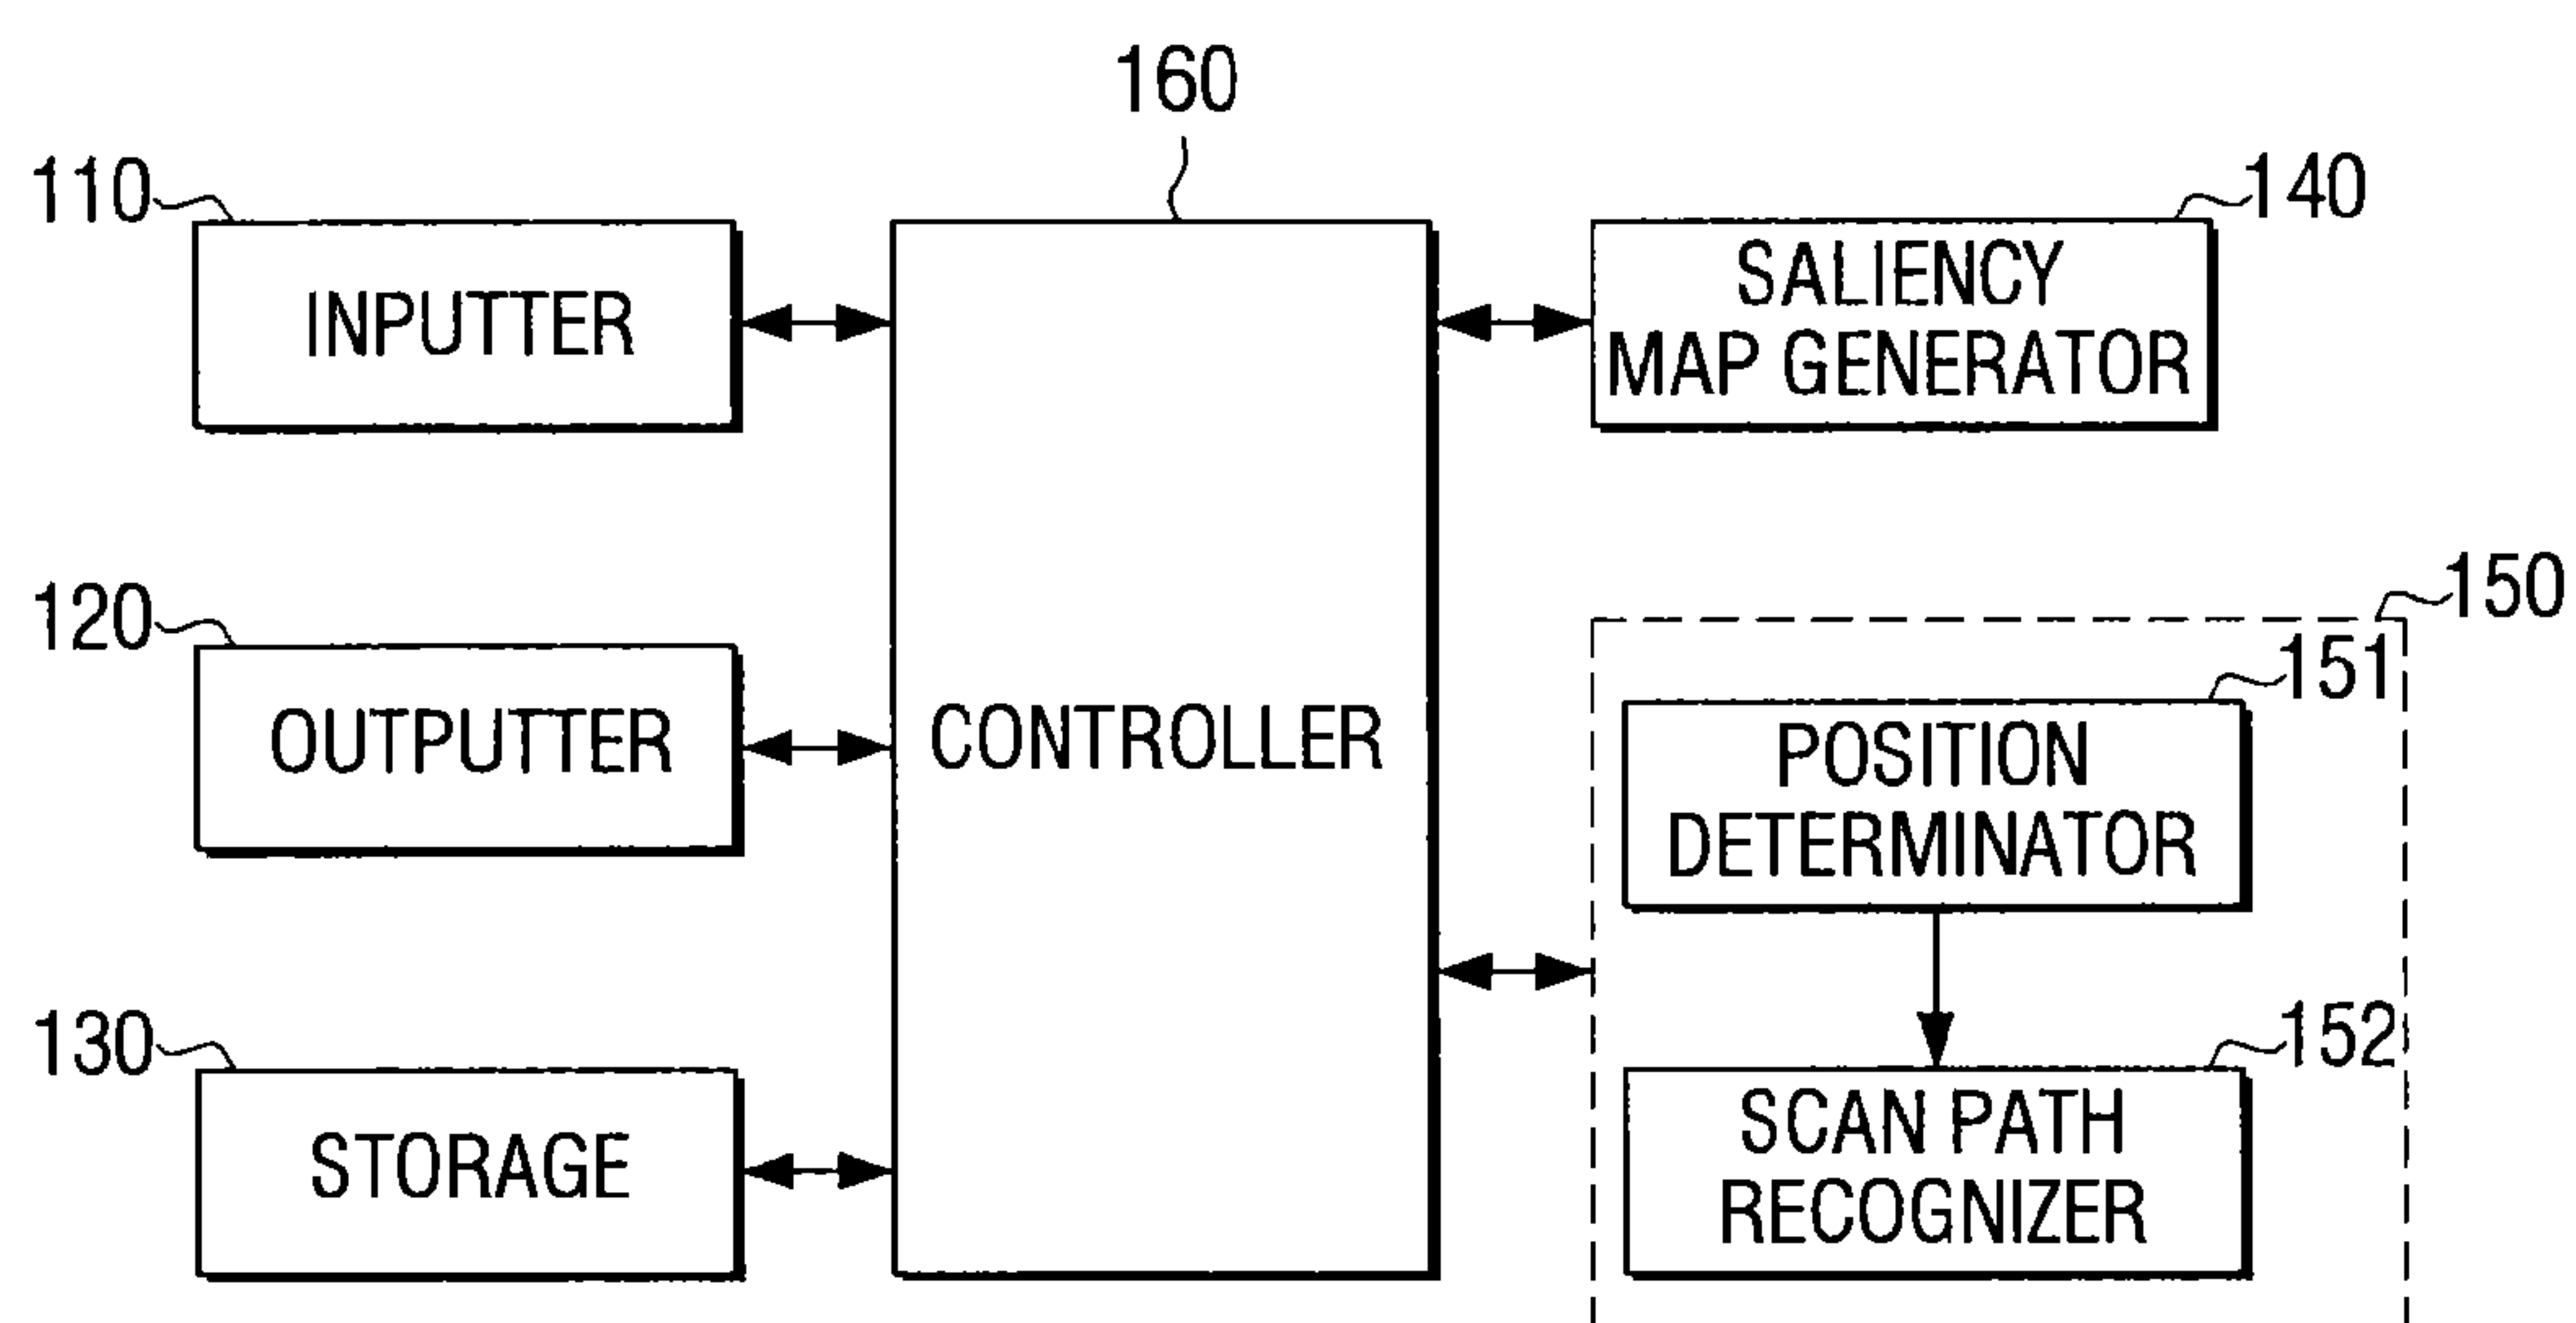 160
110
INPUTTER
140
SALIENCY
MAP GENERATOR
120
OUTPUTTER
CONTROLLER
150
151
POSITION
DETERMINATOR
130
STORAGE
152
SCAN PATH
RECOGNIZER